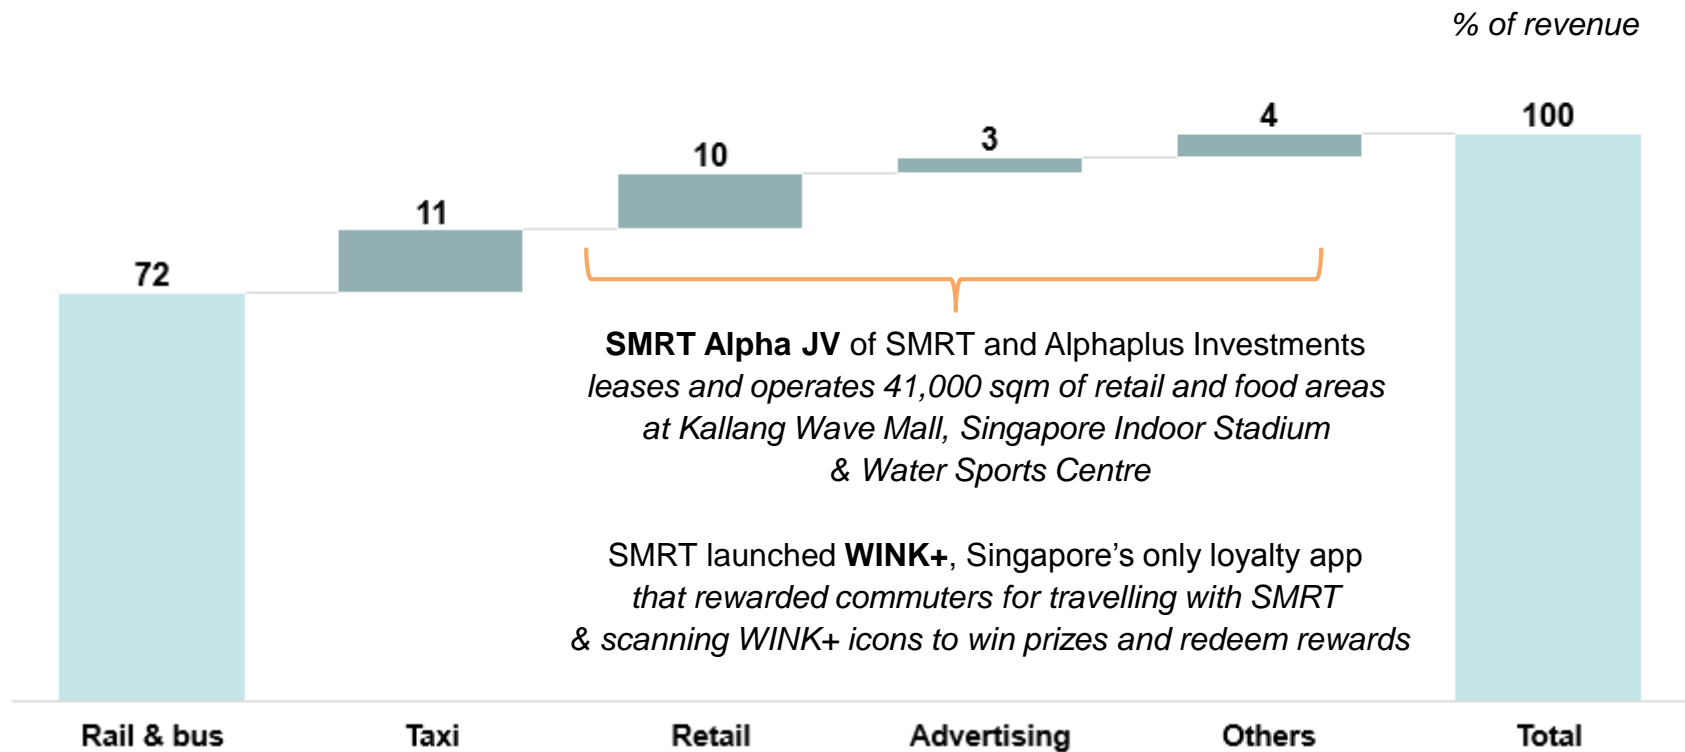 % of revenue
72
11
10
3
4
100
SMRT Alpha JV of SMRT and Alphaplus Investments
leases and operates 41,000 sqm of retail and food areas
at Kallang Wave Mall, Singapore Indoor Stadium
& Water Sports Centre
SMRT launched WINK+, Singapore’s only loyalty app
that rewarded commuters for travelling with SMRT
& scanning WINK+ icons to win prizes and redeem rewards
Rail & bus
Taxi
Retail
Advertising
Others
Total